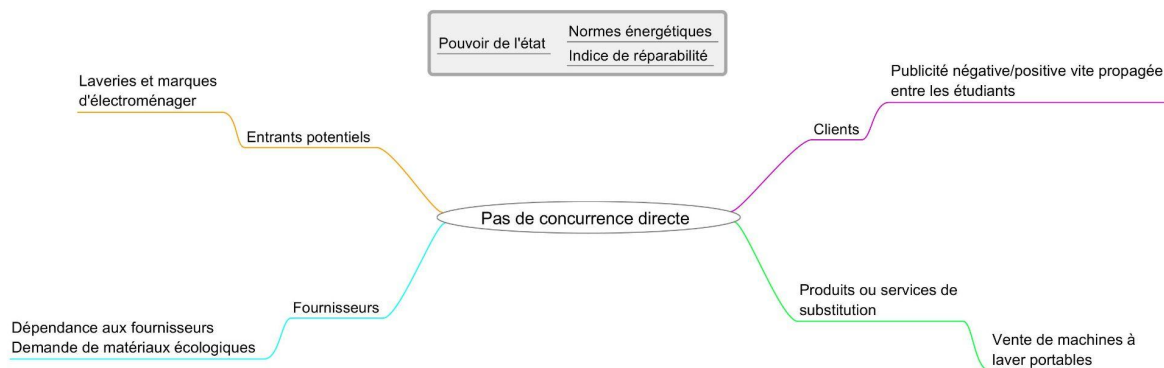 Pouvoir de l'état
Normes énergétiques
Indice de réparabilité
Laveries et marques
d'électroménager
Entrants potentiels
Publicité négative/positive vite propagée
entre les étudiants
Clients
Pas de concurrence directe
Fournisseurs
Dépendance aux fournisseurs
Demande de matériaux écologiques
Produits ou services de
substitution
Vente de machines à
laver portables